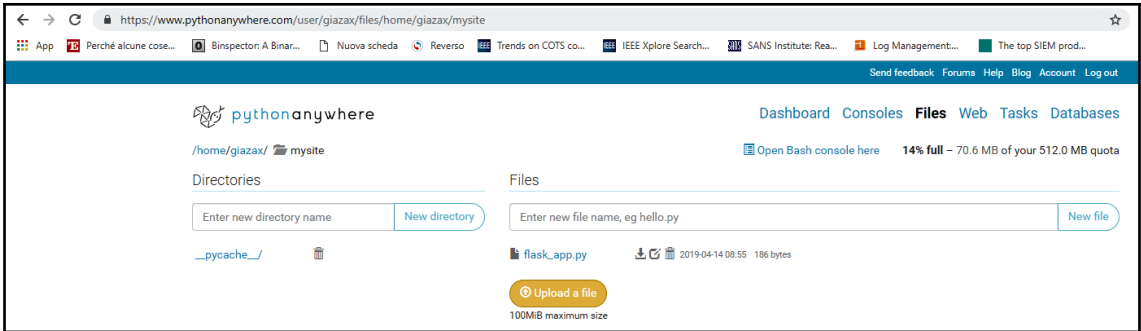 https://www.pythonanywhere.com/user/giazax/files/home/giazax/mysite
App Perché alcune cose... Binspector: A Binar... Nuova scheda Reverso IEEE Trends on COTS co... IEEE IEEE Xplore Search... SANS SANS Institute: Rea... Log Management:... The top SIEM prod...
Send feedback Forums Help Blog Account Log out
pythonanywhere
Dashboard Consoles Files Web Tasks Databases
/home/giazax/ mysite
Open Bash console here 14% full – 70.6 MB of your 512.0 MB quota
Directories
Files
Enter new directory name New directory
Enter new file name, eg hello.py New file
__pycache__/
flask_app.py 2019-04-14 08:55 186 bytes
Upload a file
100MiB maximum size